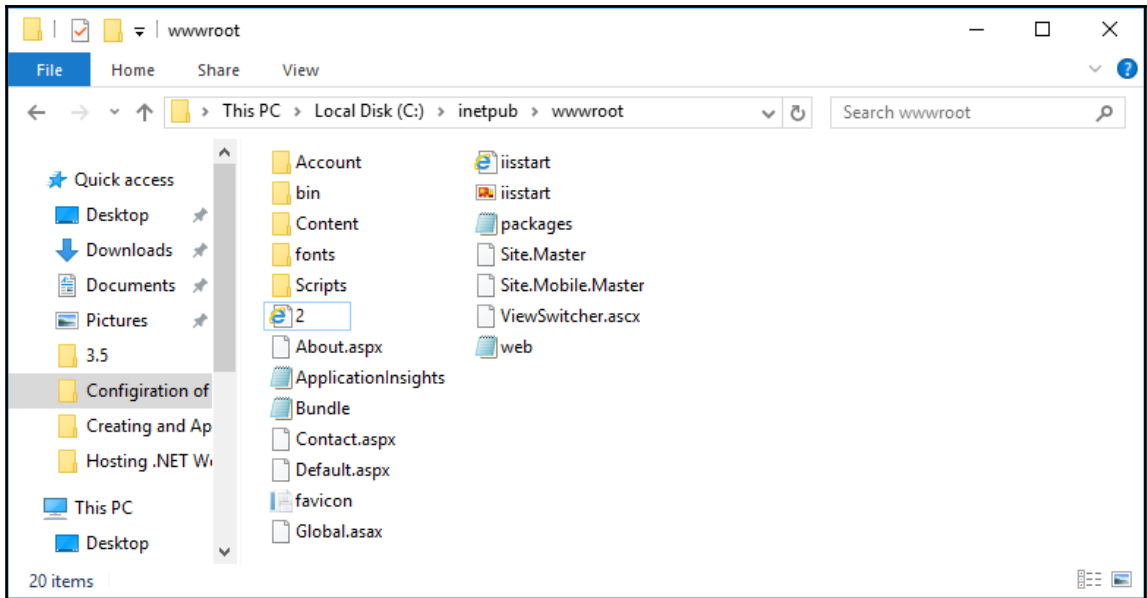 wwwroot
File Home Share View
This PC Local Disk (C:) inetpub wwwroot Search wwwroot
Quick access
Desktop
Downloads
Documents
Pictures
3.5
Configiration of
Creating and Ap
Hosting .NET W
This PC
Desktop
Account
bin
Content
fonts
Scripts
2
About.aspx
ApplicationInsights
Bundle
Contact.aspx
Default.aspx
favicon
Global.asax
iisstart
iisstart
packages
Site.Master
Site.Mobile.Master
ViewSwitcher.ascx
web
20 items